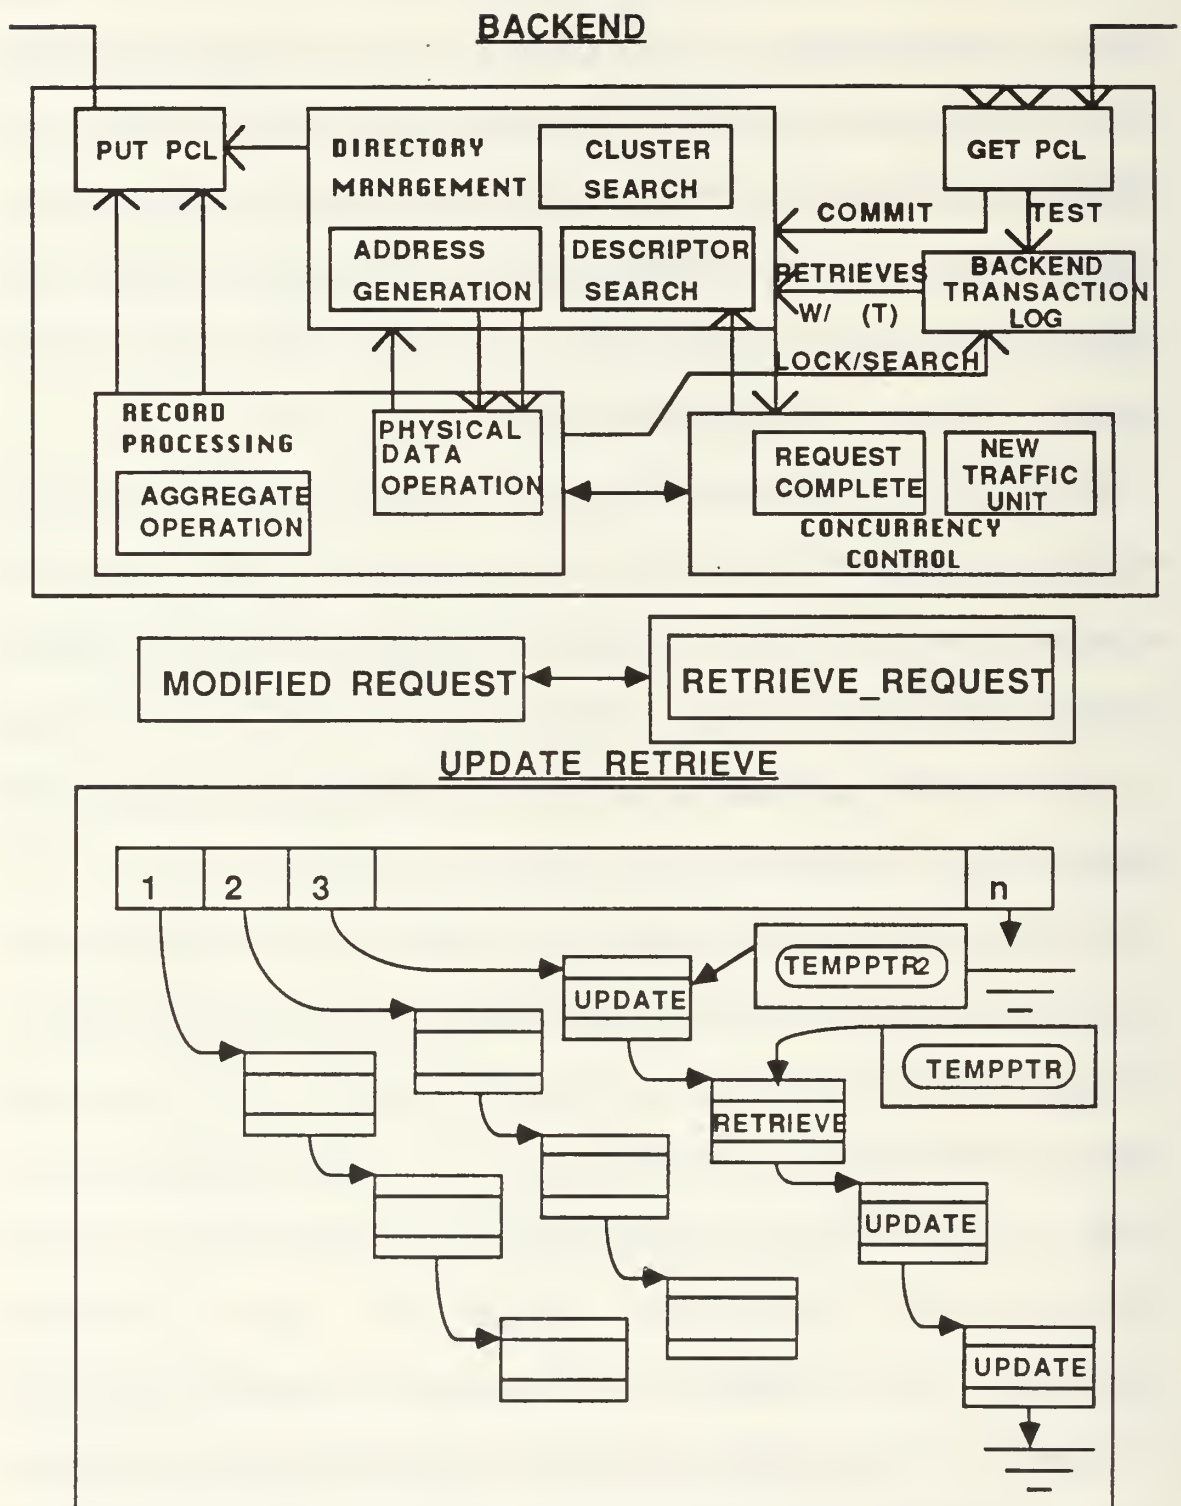 BACKEND
PUT PCL
DIRECTORY
MRNRGEMENT
CLUSTER
SEARCH
ADDRESS
GENERATION
DESCRIPTOR
SEARCH
GET PCL
COMMIT
TEST
RETRIEVES
W/ (T)
BACKEND
TRANSACTION
LOG
LOCK/SEARCH
RECORD
PROCESSING
AGGREGATE
OPERATION
PHYSICAL
DATA
OPERATION
REQUEST
COMPLETE
NEW
TRAFFIC
UNIT
CONCURRENCY
CONTROL
MODIFIED REQUEST
RETRIEVE_REQUEST
UPDATE RETRIEVE
1 2 3 n
TEMPPTR2
UPDATE
TEMPPTR
RETRIEVE
UPDATE
UPDATE